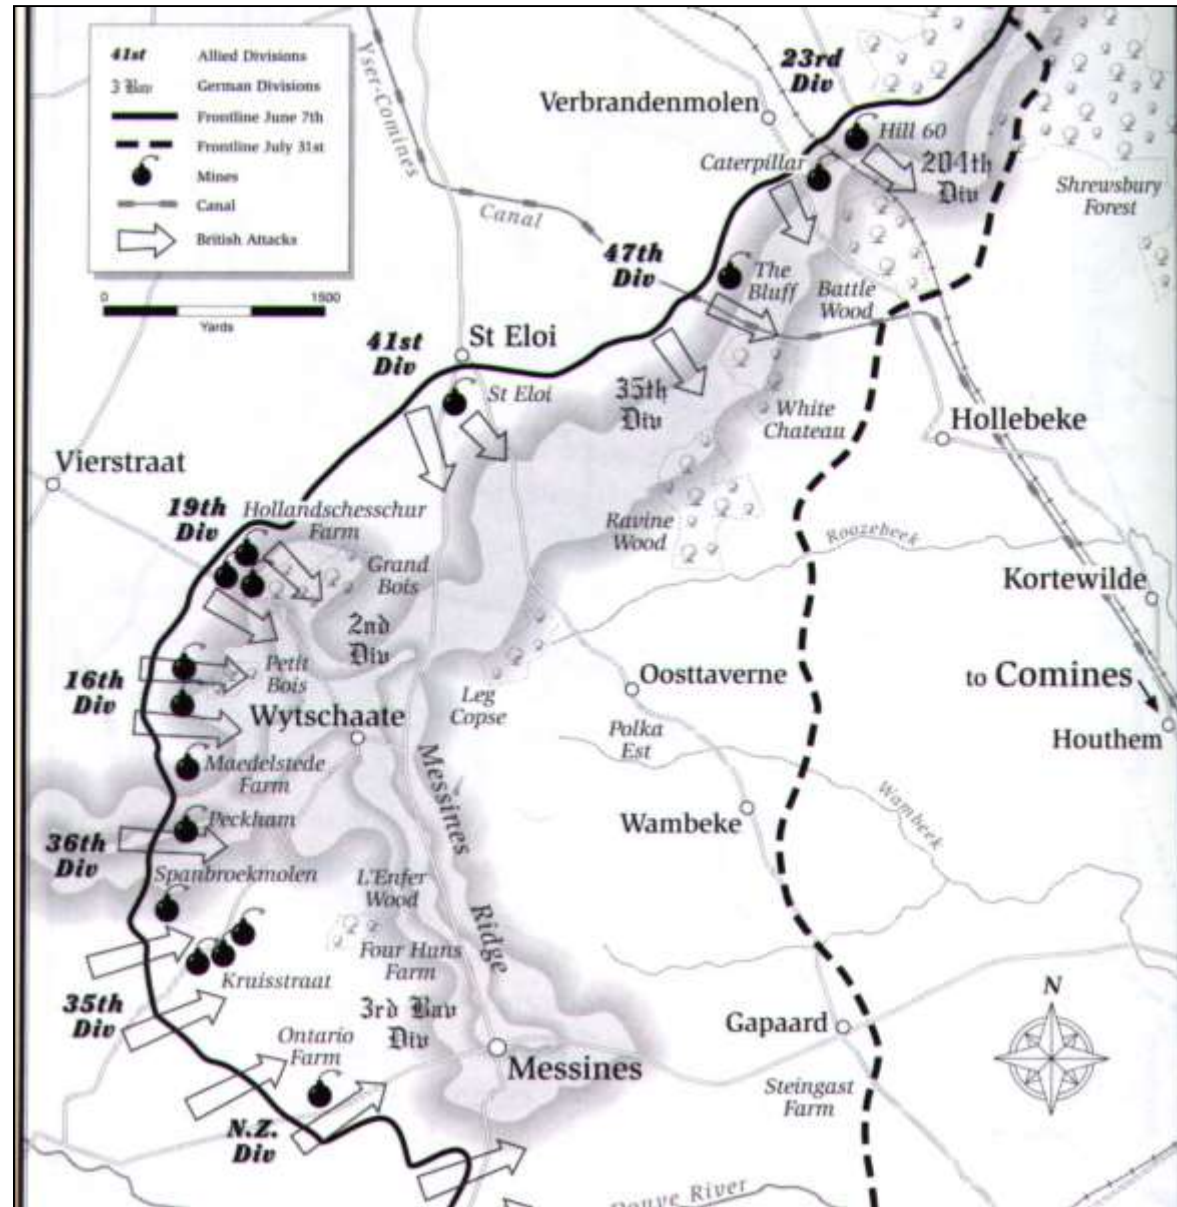 41st Allied Divisions
3 Bav German Divisions
Frontline June 7th
Frontline July 31st
Mines
Canal
British Attacks
0 1500
Yards
Yser-Comines
Canal
23rd
Div
Verbrandenmolen
Hill 60
Caterpillar
204th
Div
Shrewsbury
Forest
47th
Div
The
Bluff
Battle
Wood
41st
Div
St Eloi
St Eloi
35th
Div
White
Chateau
Hollebeke
Vierstraat
19th
Div
Hollandschesschur
Farm
Grand
Bois
Ravine
Wood
Roozebeek
Kortewilde
2nd
Div
Petit
Bois
16th
Div
Wytschaate
Leg
Copse
Oosttaverne
to Comines
Houthem
Polka
Est
Maedelstede
Farm
Messines
Ridge
Peckham
Wambeke
Wambeek
36th
Div
Spanbroekmolen
L'Enfer
Wood
Four Huns
Farm
Kruisstraat
35th
Div
3rd Bav
Div
Ontario
Farm
Gapaard
N
Messines
Steingast
Farm
N.Z.
Div
Douve River